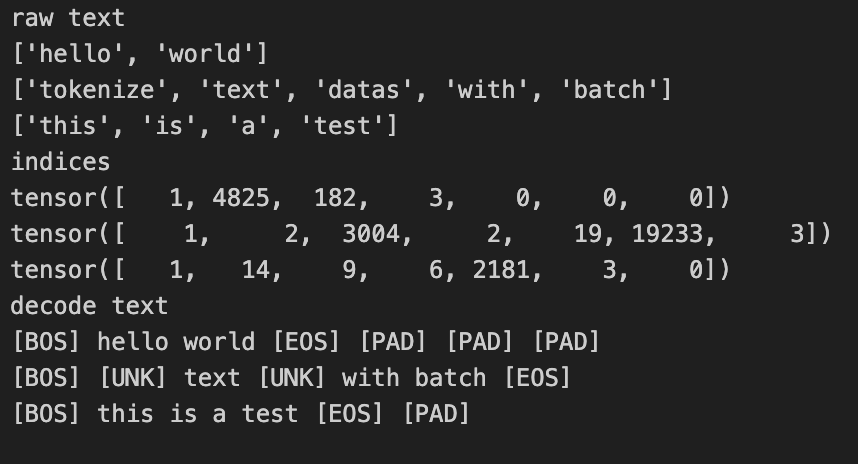 raw text
['hello', 'world']
['tokenize', 'text', 'datas', 'with', 'batch']
['this', 'is', 'a', 'test']
indices
tensor([   1, 4825,  182,    3,    0,    0,    0])
tensor([    1,     2,  3004,     2,    19, 19233,     3])
tensor([   1,   14,    9,    6, 2181,    3,    0])
decode text
[BOS] hello world [EOS] [PAD] [PAD] [PAD]
[BOS] [UNK] text [UNK] with batch [EOS]
[BOS] this is a test [EOS] [PAD]